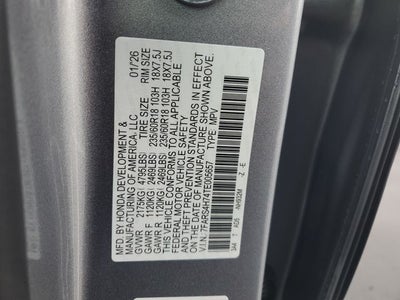 MFD. BY HONDA DEVELOPMENT & 01/26
MANUFACTURING OF AMERICA, LLC
GVWR 2175KG( 4795LBS) TIRE SIZE RIM SIZE
GAWR F 1120KG( 2469LBS) 235/60R18 103H 18X7.5J
GAWR R 1120KG( 2469LBS) 235/60R18 103H 18X7.5J
THIS VEHICLE CONFORMS TO ALL APPLICABLE
FEDERAL MOTOR VEHICLE SAFETY
AND THEFT PREVENTION STANDARDS IN EFFECT
ON THE DATE OF MANUFACTURE SHOWN ABOVE.
V.I.N.: 7FARS4H74TE005657 TYPE: MPV
- Z - E